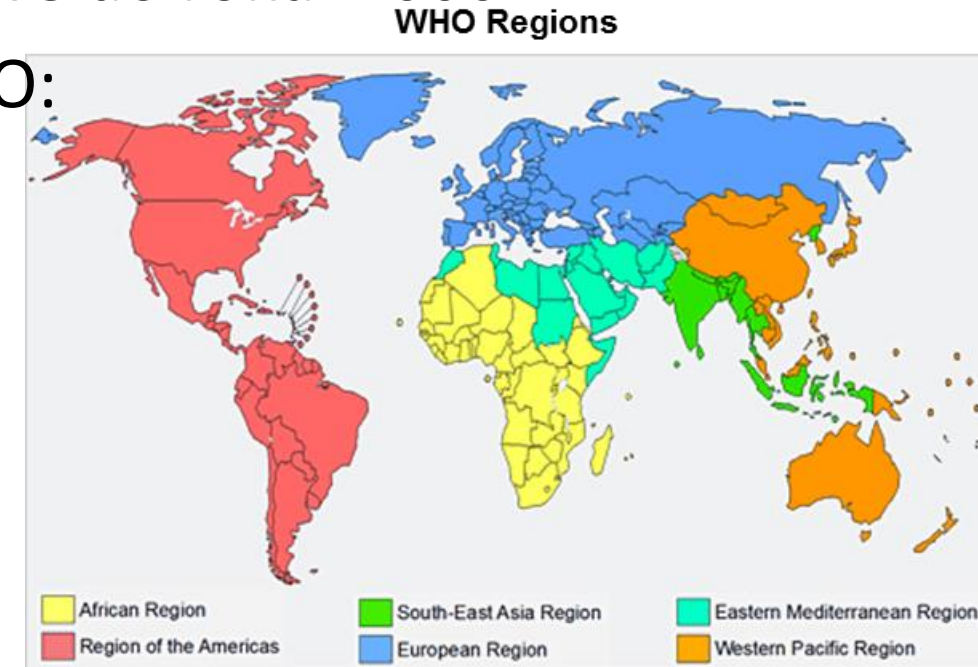 WHO Regions
O:
African Region
South-East Asia Region
Eastern Mediterranean Region
Region of the Americas
European Region
Western Pacific Region